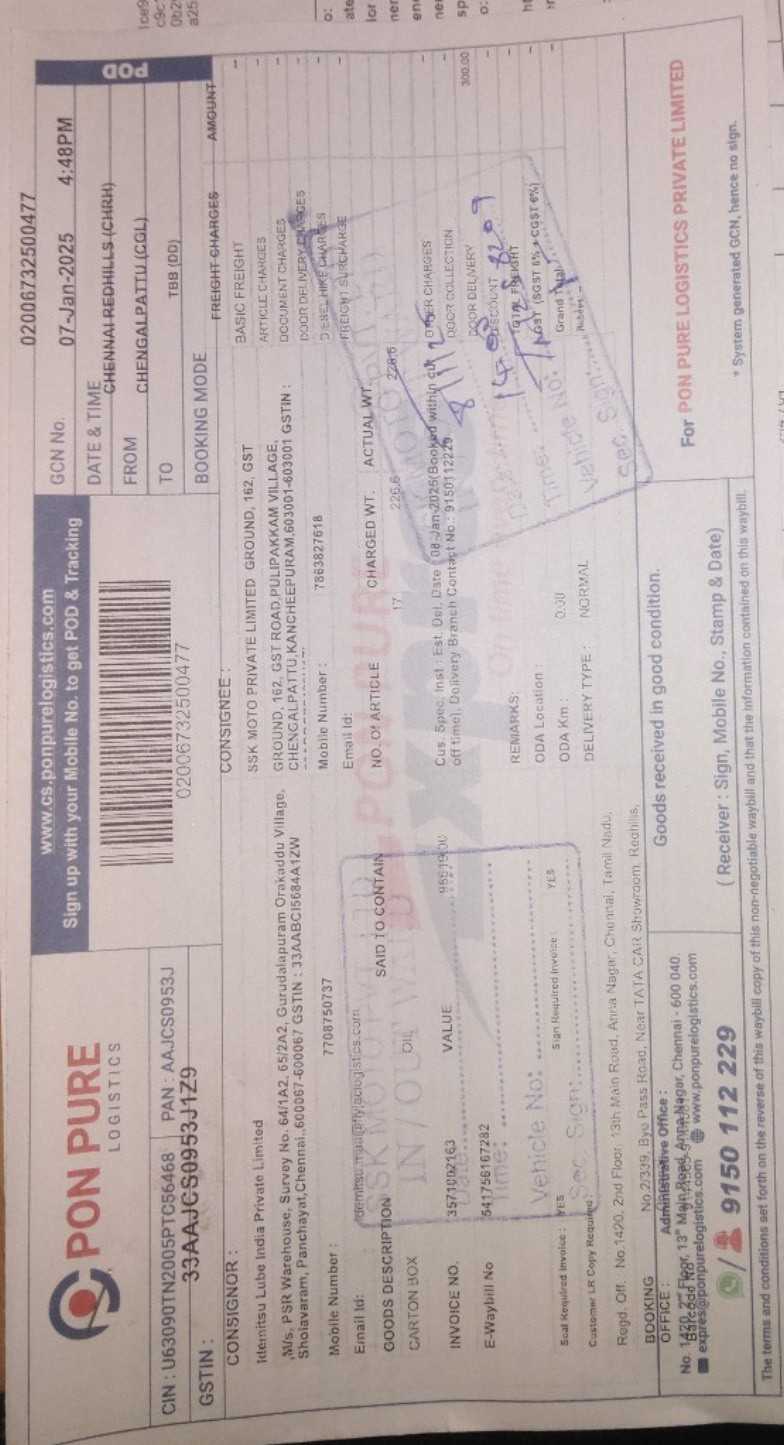 PON PURE
LOGISTICS
CIN : U63090TN2005PTC56468 PAN : AAJCS0953J
GSTIN : 33AAJCS0953J1Z9
www.cs.ponpurelogistics.com
Sign up with your Mobile No. to get POD & Tracking
02006732500477
02006732500477
POD
GCN No.
DATE & TIME 07-Jan-2025 4:48PM
FROM CHENNAI REDHILLS (CHRH)
TO CHENGALPATTU (CGL)
BOOKING MODE TBB (DD)
CONSIGNOR :
Idemitsu Lube India Private Limited
,M/s, PSR Warehouse, Survey No. 64/1A2, 65/2A2, Gurudalapuram Orakaddu Village,
Sholavaram, Panchayat,Chennai,,600067-600067 GSTIN : 33AABCI5684A1ZW
Mobile Number : 7708750737
Email Id:
CONSIGNEE :
SSK MOTO PRIVATE LIMITED GROUND, 162, GST
GROUND, 162, GST ROAD,PULIPAKKAM VILLAGE,
CHENGALPATTU,KANCHEEPURAM,603001-603001 GSTIN :
Mobile Number : 7863827618
Email Id:
FREIGHT CHARGES AMOUNT
BASIC FREIGHT -
ARTICLE CHARGES -
DOCUMENT CHARGES -
DOOR DELIVERY CHARGES -
DIESEL HIKE CHARGES -
FREIGHT SURCHARGE -
OTHER CHARGES -
DOOR COLLECTION 300.00
DOOR DELIVERY -
DISCOUNT -
TOTAL FREIGHT -
GST (SGST 6% + CGST 6%) -
Grand Total -
GOODS DESCRIPTION SAID TO CONTAIN NO. Of ARTICLE CHARGED WT. ACTUAL WT.
CARTON BOX OIL 17 226.6 226.6
INVOICE NO. VALUE
3571002163
E-Waybill No
541756167282
Cus. Spec. Inst : Est. Del. Date : 08-Jan-2025(Booked within cut
off time), Delivery Branch Contact No.: 9150112229.
REMARKS:
ODA Location :
ODA Km : 0.00
DELIVERY TYPE : NORMAL
Seal Required Invoice : YES Sign Required Invoice : YES
Customer LR Copy Required :
SSK MOTO
IN OUT
Date
Time:
Vehicle No:
Sec. Sign:
8/1/25
14:00
8209
Time:
Vehicle No:
Sec. Sign:
Regd. Off. : No.1420, 2nd Floor, 13th Main Road, Anna Nagar, Chennai, Tamil Nadu,
BOOKING OFFICE : No.2/339, Bye Pass Road, Near TATA CAR Showroom, Redhills,
Administrative Office :
No. 1420, 2nd Floor, 13th Main Road, Anna Nagar, Chennai - 600 040.
Barcode No
expres@ponpurelogistics.com www.ponpurelogistics.com
9150 112 229
Goods received in good condition.
( Receiver : Sign, Mobile No., Stamp & Date)
For PON PURE LOGISTICS PRIVATE LIMITED
* System generated GCN, hence no sign.
The terms and conditions set forth on the reverse of this waybill copy of this non-negotiable waybill and that the information contained on this waybill.